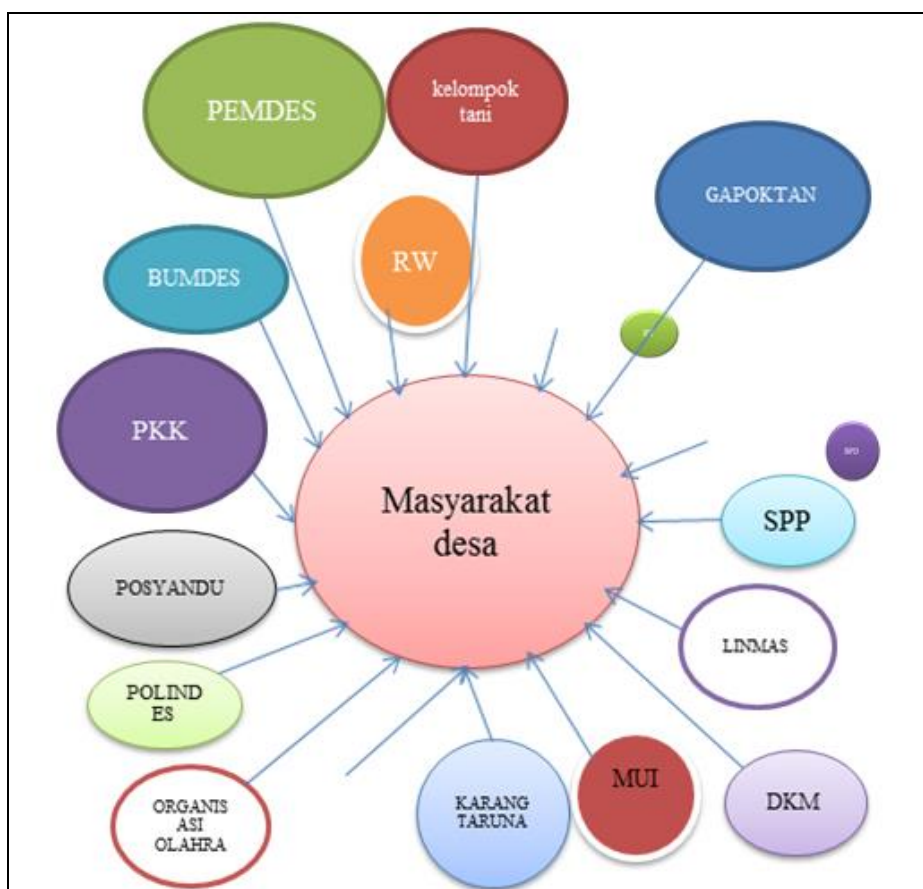 PEMDES
kelompok
tani
GAPOKTAN
RW
BUMDES
PKK
BPD
Masyarakat
desa
SPP
POSYANDU
LINMAS
POLIND
ES
ORGANIS
ASI
OLAHRA
KARANG
TARUNA
MUI
DKM